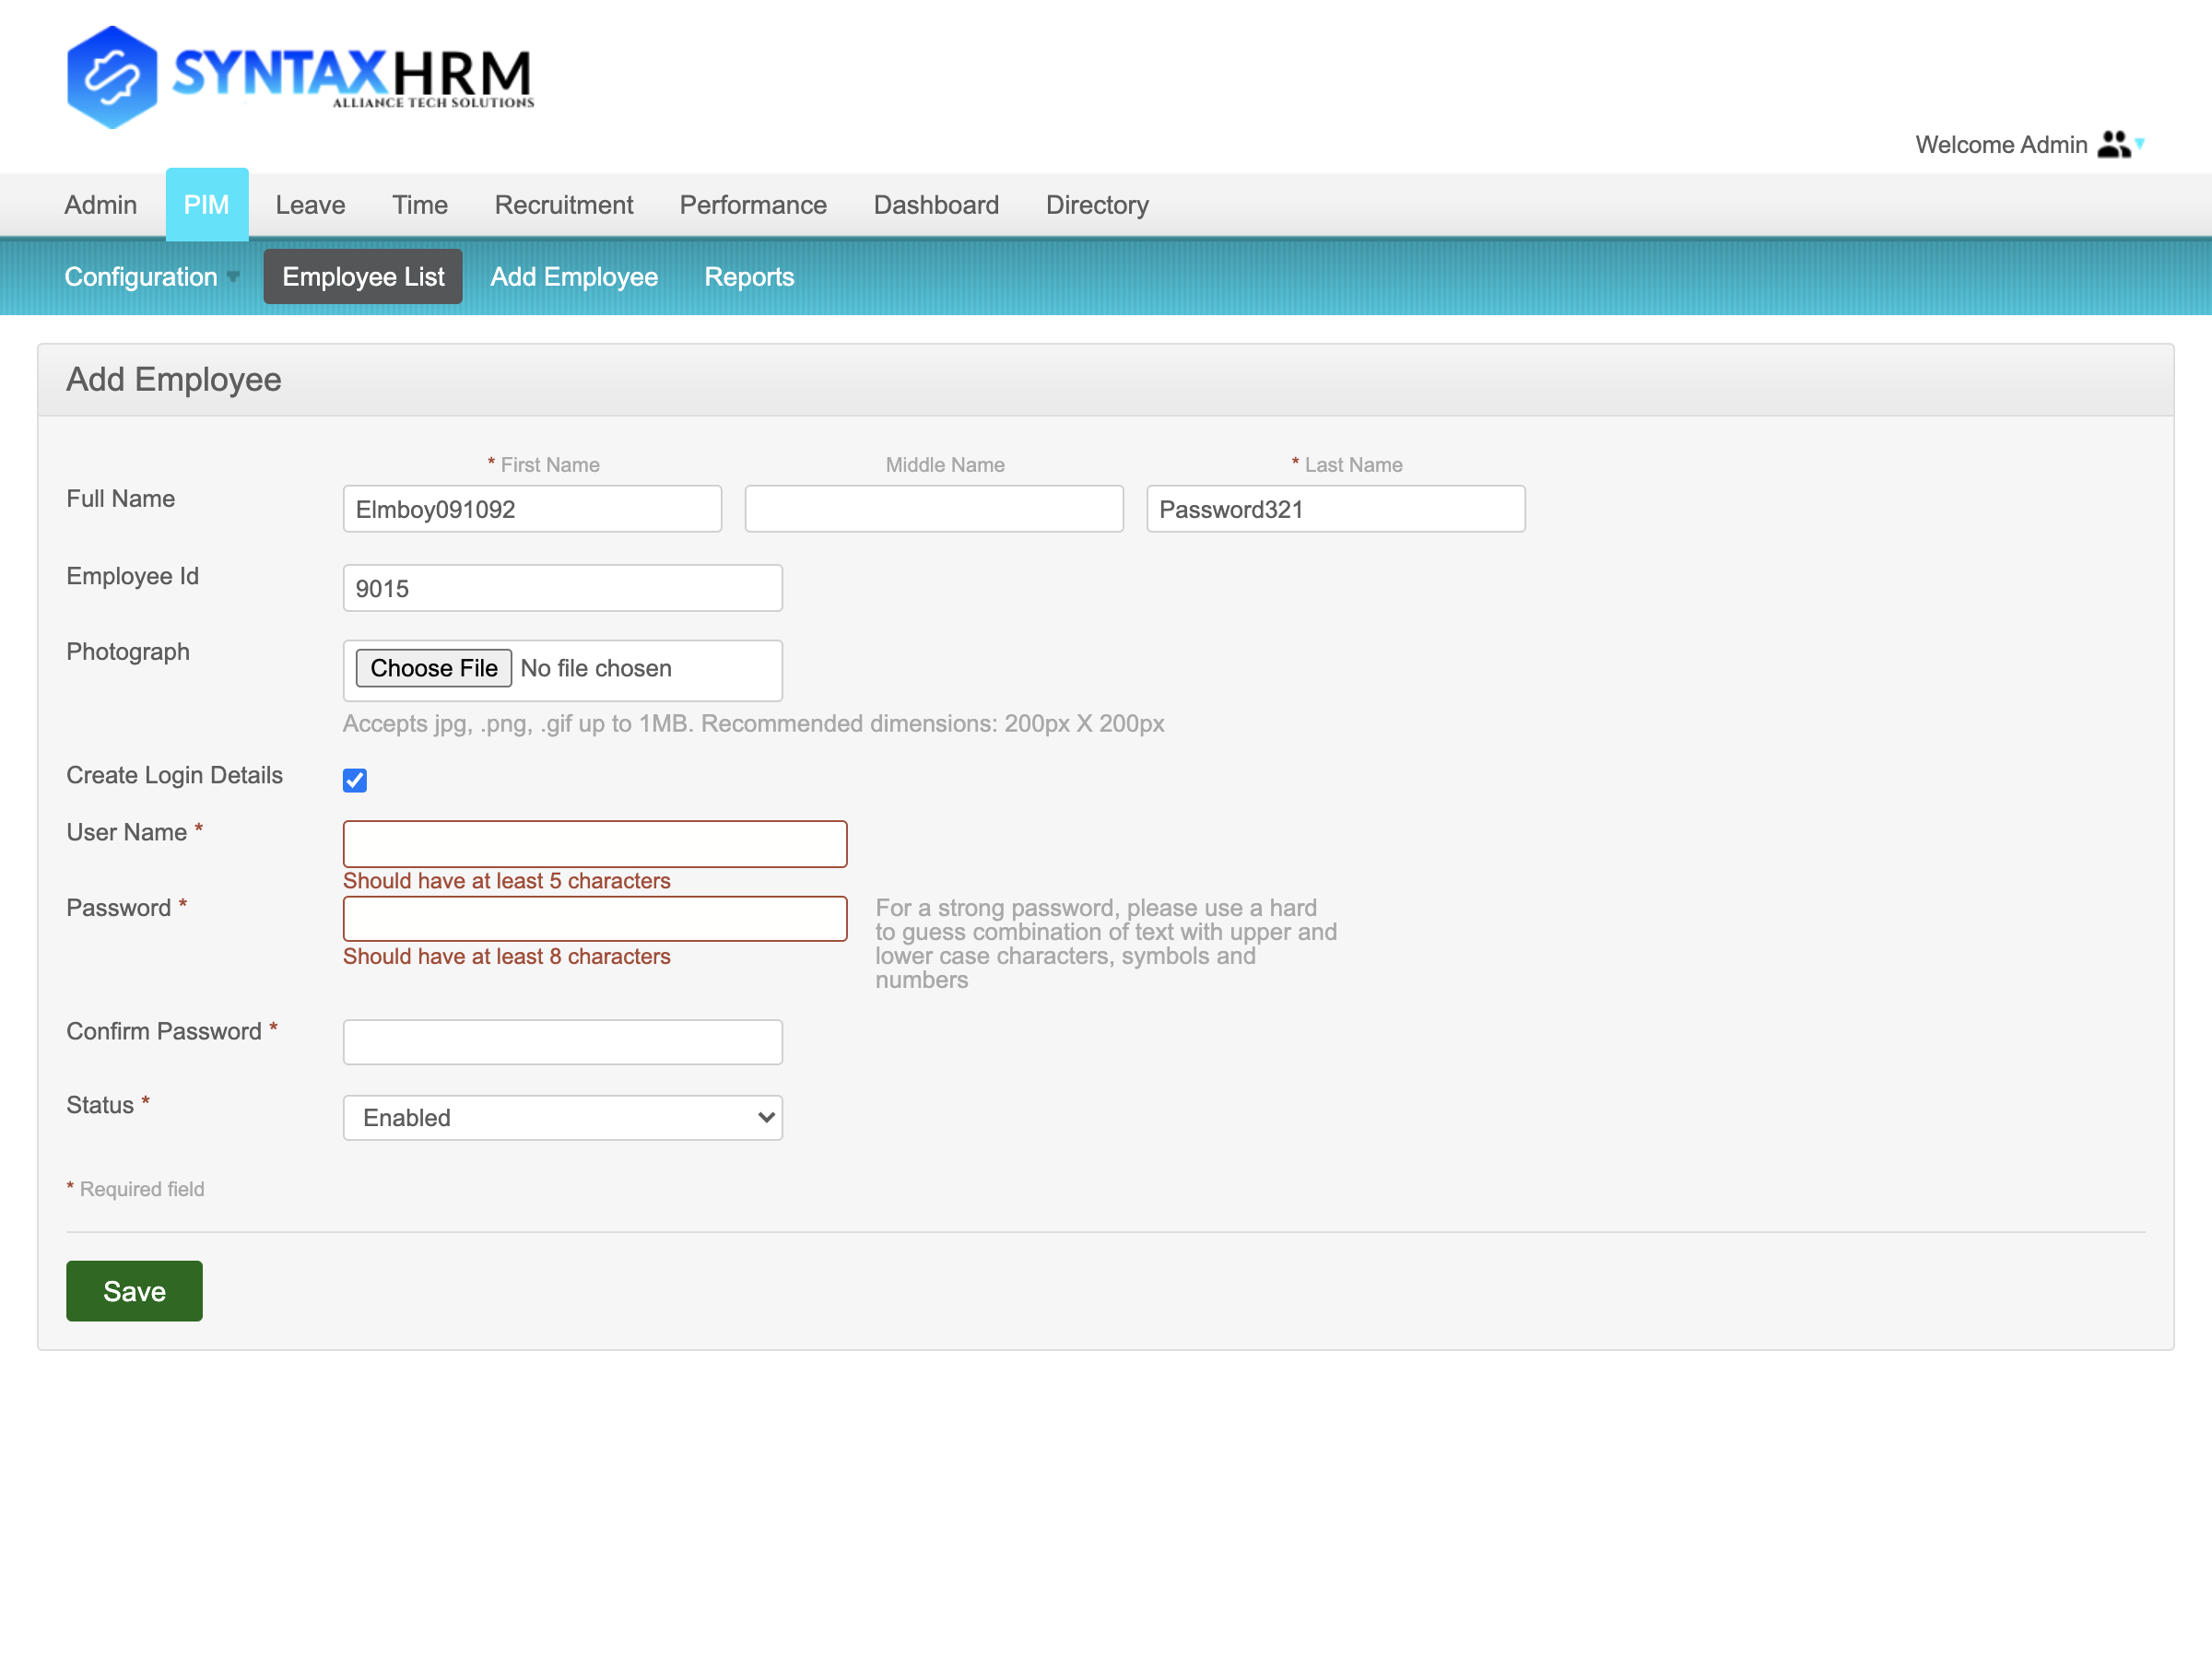 SYNTAXHRM
ALLIANCE TECH SOLUTIONS
Welcome Admin
Admin PIM Leave Time Recruitment Performance Dashboard Directory
Configuration Employee List Add Employee Reports
Add Employee
* First Name Middle Name * Last Name
Full Name Elmboy091092 Password321
Employee Id 9015
Photograph Choose File No file chosen
Accepts jpg, .png, .gif up to 1MB. Recommended dimensions: 200px X 200px
Create Login Details
User Name *
Should have at least 5 characters
Password * For a strong password, please use a hard
to guess combination of text with upper and
Should have at least 8 characters lower case characters, symbols and
numbers
Confirm Password *
Status * Enabled
* Required field
Save